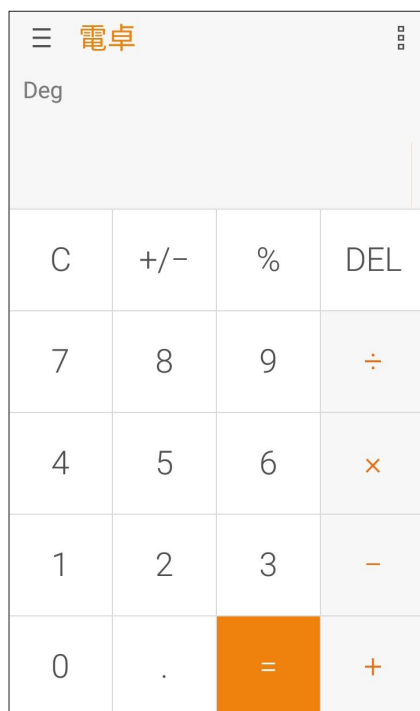 電卓
Deg
C +/− % DEL
7 8 9 ÷
4 5 6 ×
1 2 3 −
0 . = +